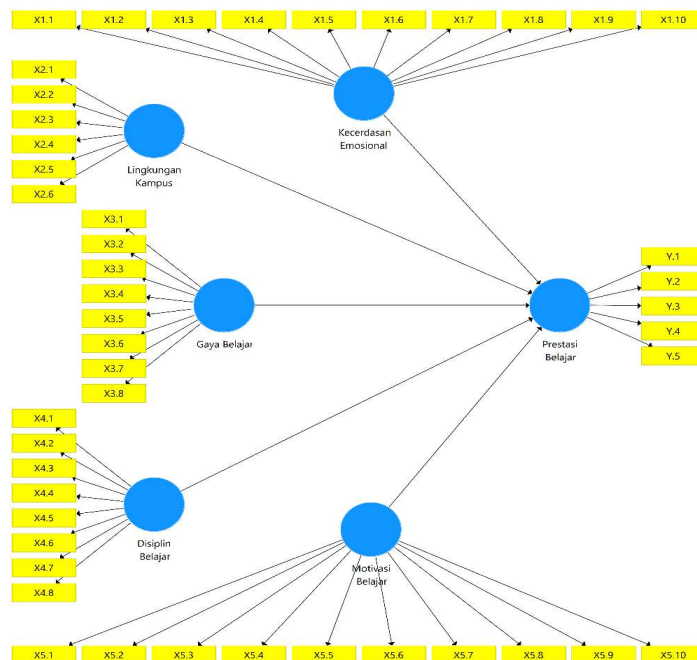 X1.1 X1.2 X1.3 X1.4 X1.5 X1.6 X1.7 X1.8 X1.9 X1.10
Kecerdasan
Emosional
X2.1
X2.2
X2.3
X2.4
X2.5
X2.6
Lingkungan
Kampus
X3.1
X3.2
X3.3
X3.4
X3.5
X3.6
X3.7
X3.8
Gaya Belajar
Y.1
Y.2
Y.3
Y.4
Y.5
Prestasi
Belajar
X4.1
X4.2
X4.3
X4.4
X4.5
X4.6
X4.7
X4.8
Disiplin
Belajar
Motivasi
Belajar
X5.1 X5.2 X5.3 X5.4 X5.5 X5.6 X5.7 X5.8 X5.9 X5.10